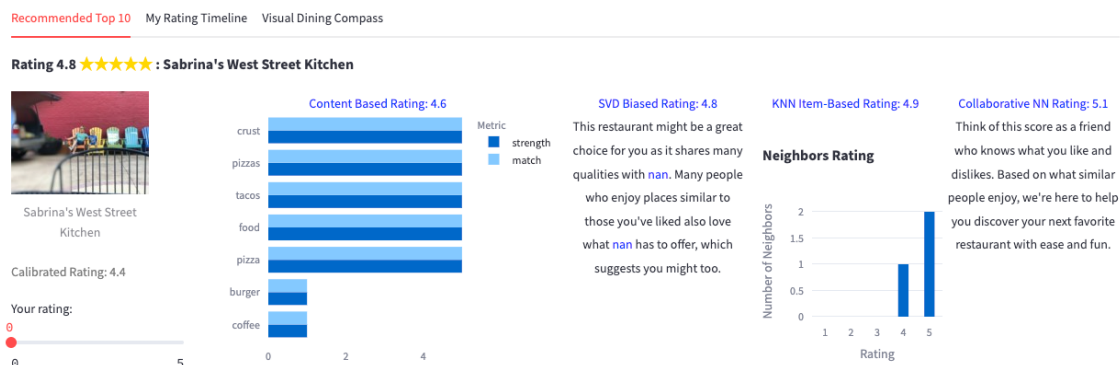 Recommended Top 10 My Rating Timeline Visual Dining Compass
Rating 4.8 ⭐⭐⭐⭐⭐ : Sabrina's West Street Kitchen
Sabrina's West Street
Kitchen
Calibrated Rating: 4.4
Your rating:
0
0 5
Content Based Rating: 4.6
crust
pizzas
tacos
food
pizza
burger
coffee
0 2 4
Metric
strength
match
SVD Biased Rating: 4.8
This restaurant might be a great
choice for you as it shares many
qualities with nan. Many people
who enjoy places similar to
those you've liked also love
what nan has to offer, which
suggests you might too.
KNN Item-Based Rating: 4.9
Neighbors Rating
Number of Neighbors
2
1.5
1
0.5
0
1 2 3 4 5
Rating
Collaborative NN Rating: 5.1
Think of this score as a friend
who knows what you like and
dislikes. Based on what similar
people enjoy, we're here to help
you discover your next favorite
restaurant with ease and fun.